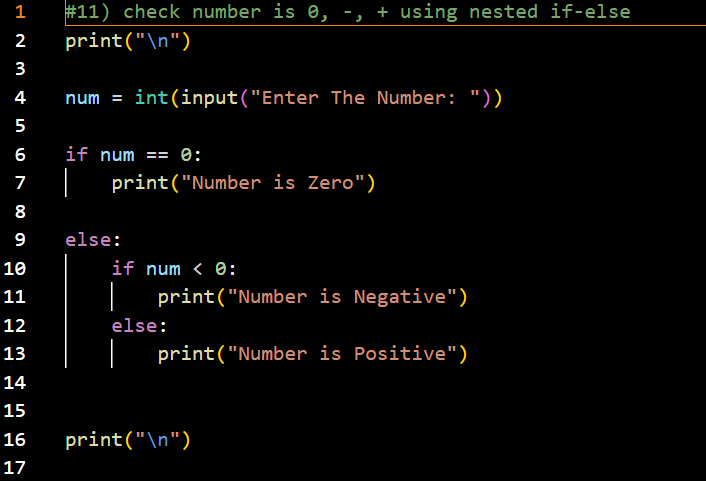 1 #11) check number is 0, -, + using nested if-else
2 print("\n")
3
4 num = int(input("Enter The Number: "))
5
6 if num == 0:
7     print("Number is Zero")
8
9 else:
10     if num < 0:
11         print("Number is Negative")
12     else:
13         print("Number is Positive")
14
15
16 print("\n")
17